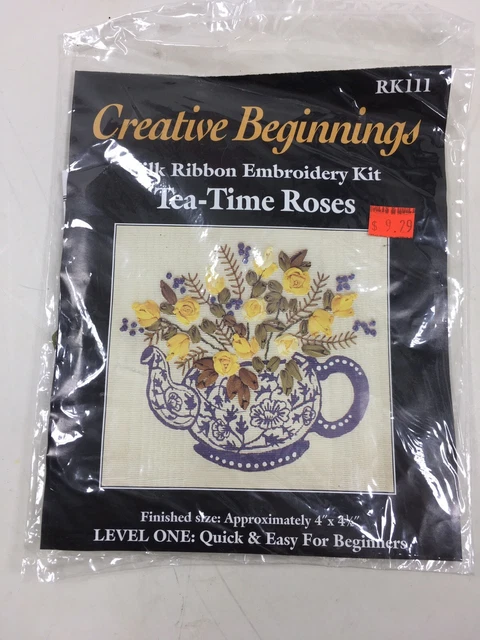 RK111
Creative Beginnings
Silk Ribbon Embroidery Kit
Tea-Time Roses
$ 9.29
Finished size: Approximately 4" x 4½"
LEVEL ONE: Quick & Easy For Beginners